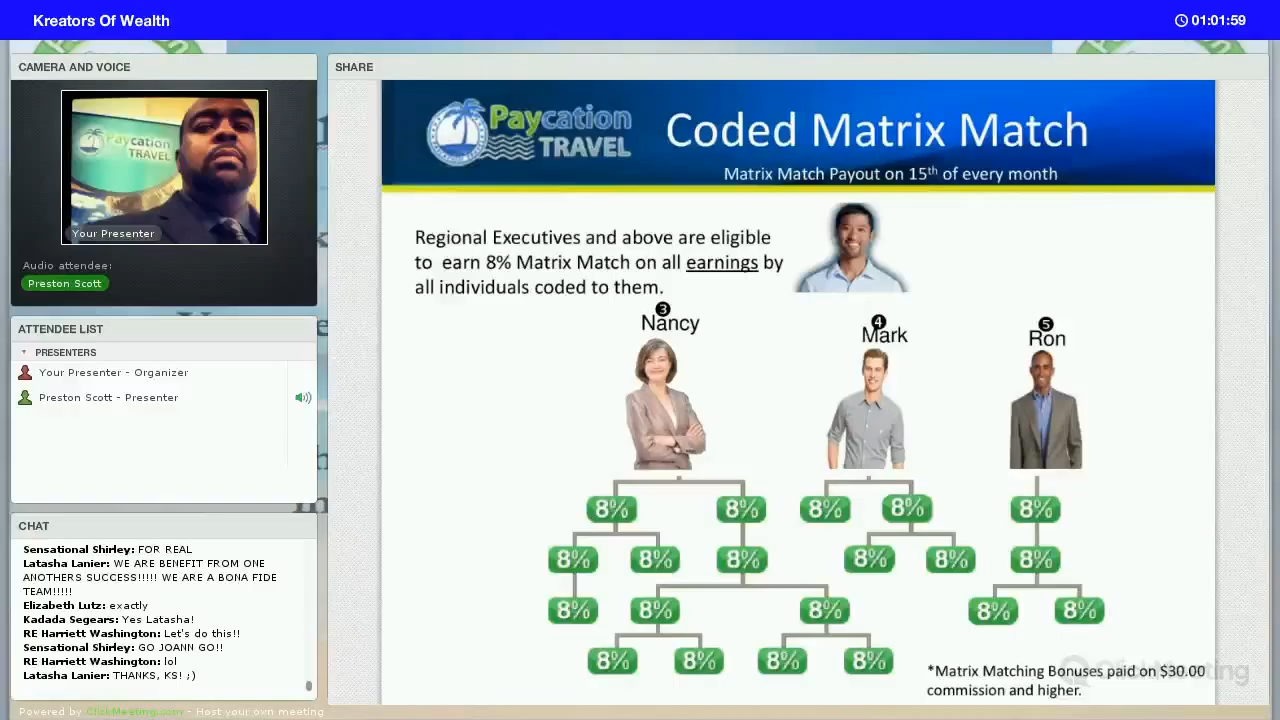 Kreators Of Wealth
01:01:59
CAMERA AND VOICE
Paycation
TRAVEL
Your Presenter
Audio attendee:
Preston Scott
ATTENDEE LIST
PRESENTERS
Your Presenter - Organizer
Preston Scott - Presenter
CHAT
Sensational Shirley: FOR REAL
Latasha Lanier: WE ARE BENEFIT FROM ONE
ANOTHERS SUCCESS!!!!! WE ARE A BONA FIDE
TEAM!!!!!
Elizabeth Lutz: exactly
Kadada Segears: Yes Latasha!
RE Harriett Washington: Let's do this!!
Sensational Shirley: GO JOANN GO!!
RE Harriett Washington: lol
Latasha Lanier: THANKS, KS! ;)
Powered by ClickMeeting.com - Host your own meeting
SHARE
Paycation
TRAVEL
Coded Matrix Match
Matrix Match Payout on 15th of every month
Regional Executives and above are eligible
to earn 8% Matrix Match on all earnings by
all individuals coded to them.
3 4 5
Nancy Mark Ron
8% 8% 8% 8% 8%
8% 8% 8% 8% 8% 8%
8% 8% 8% 8% 8%
8% 8% 8% 8%
*Matrix Matching Bonuses paid on $30.00
commission and higher.
ClickMeeting